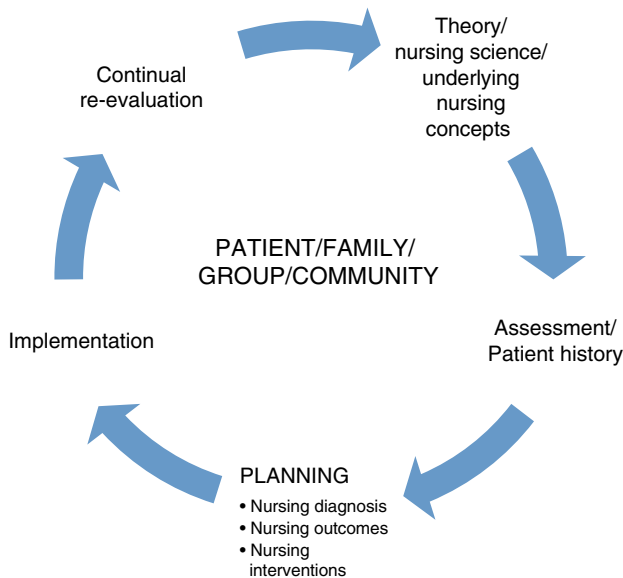 Theory/
nursing science/
underlying
nursing
concepts
Continual
re-evaluation
PATIENT/FAMILY/
GROUP/COMMUNITY
Assessment/
Patient history
Implementation
PLANNING
• Nursing diagnosis
• Nursing outcomes
• Nursing
interventions